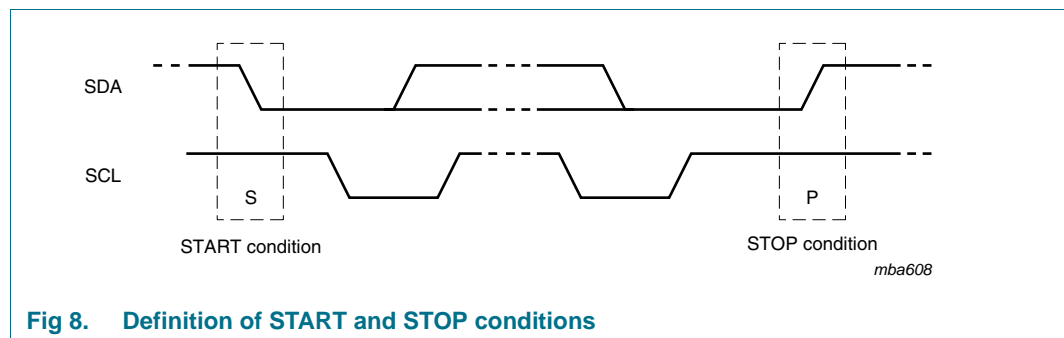 SDA
SCL
S
P
START condition
STOP condition
mba608
Fig 8. Definition of START and STOP conditions